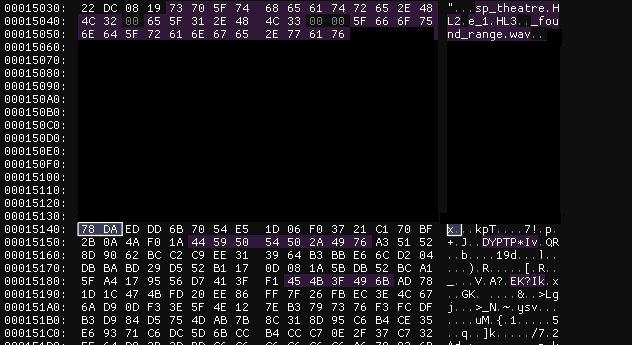 00015030: 22 DC 08 19 73 70 5F 74 68 65 61 74 72 65 2E 48 "...sp_theatre.H
00015040: 4C 32 00 65 5F 31 2E 48 4C 33 00 00 5F 66 6F 75 L2.e_1.HL3.._fou
00015050: 6E 64 5F 72 61 6E 67 65 2E 77 61 76 nd_range.wav..
00015060:
00015070:
00015080:
00015090:
000150A0:
000150B0:
000150C0:
000150D0:
000150E0:
000150F0:
00015100:
00015110:
00015120:
00015130:
00015140: 78 DA ED DD 6B 70 54 E5 1D 06 F0 37 21 C1 70 BF x...kpT....7!.p.
00015150: 2B 0A 4A F0 1A 44 59 50 54 50 2A 49 76 A3 51 52 +.J..DYPTP*Iv.QR
00015160: 8D 90 62 BC C2 C9 EE 31 39 64 B3 BB E6 6C D2 04 ..b....19d...l..
00015170: DB BA BD 29 D5 52 B1 17 0D 08 1A 5B DB 52 BC A1 ...).R.....[.R..
00015180: 5F A4 17 95 56 D7 41 3F F1 45 4B 3F 49 6B AD 78 _...V.A?.EK?Ik.x
00015190: 1D 1C 47 4B FD 20 EE 86 FF 7F 26 FB EC 3E 4C 67 ..GK. ....&..>Lg
000151A0: 6A D9 0D F3 3E 5F 4E 12 7E B3 79 73 76 F3 FC DF j...>_N.~.ysv...
000151B0: B3 D9 84 D5 75 4D AB 7B 8C 31 8D 95 C6 B4 D3 FD ....uM.{.1......
000151C0: E6 93 71 C6 DC 5D 6B CC B4 CC C7 0E 2F 37 C7 32 ..q..]k...../7.2